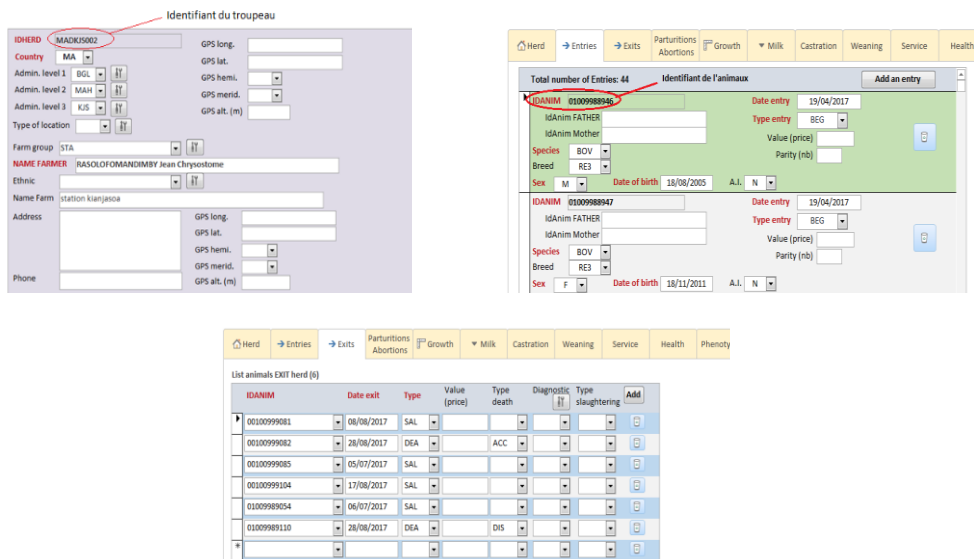 Identifiant du troupeau
IDHERD MADKJS002
GPS long.
Country MA
GPS lat.
Admin. level 1 BGL
GPS hemi.
Admin. level 2 MAH
GPS merid.
Admin. level 3 KJS
GPS alt. (m)
Type of location
Farm group STA
NAME FARMER RASOLOFOMANDIMBY Jean Chrysostome
Ethnic
Name Farm station kianjasoa
Address
GPS long.
GPS lat.
GPS hemi.
GPS merid.
Phone
GPS alt. (m)
Herd Entries Exits Parturitions Abortions Growth Milk Castration Weaning Service Health
Total number of Entries: 44 Identifiant de l'animaux Add an entry
IDANIM 01009988946 Date entry 19/04/2017
IdAnim FATHER Type entry BEG
IdAnim Mother Value (price)
Species BOV Parity (nb)
Breed RE3
Sex M Date of birth 18/08/2005 A.I. N
IDANIM 01009988947 Date entry 19/04/2017
IdAnim FATHER Type entry BEG
IdAnim Mother Value (price)
Species BOV Parity (nb)
Breed RE3
Sex F Date of birth 18/11/2011 A.I. N
Herd Entries Exits Parturitions Abortions Growth Milk Castration Weaning Service Health Phenoty
List animals EXIT herd (6)
IDANIM Date exit Type Value (price) Type death Diagnostic Type slaughtering Add
00100999081 08/08/2017 SAL
00100999082 28/08/2017 DEA ACC
00100999085 05/07/2017 SAL
00100999104 17/08/2017 SAL
01009989054 06/07/2017 SAL
01009989110 28/08/2017 DEA DIS